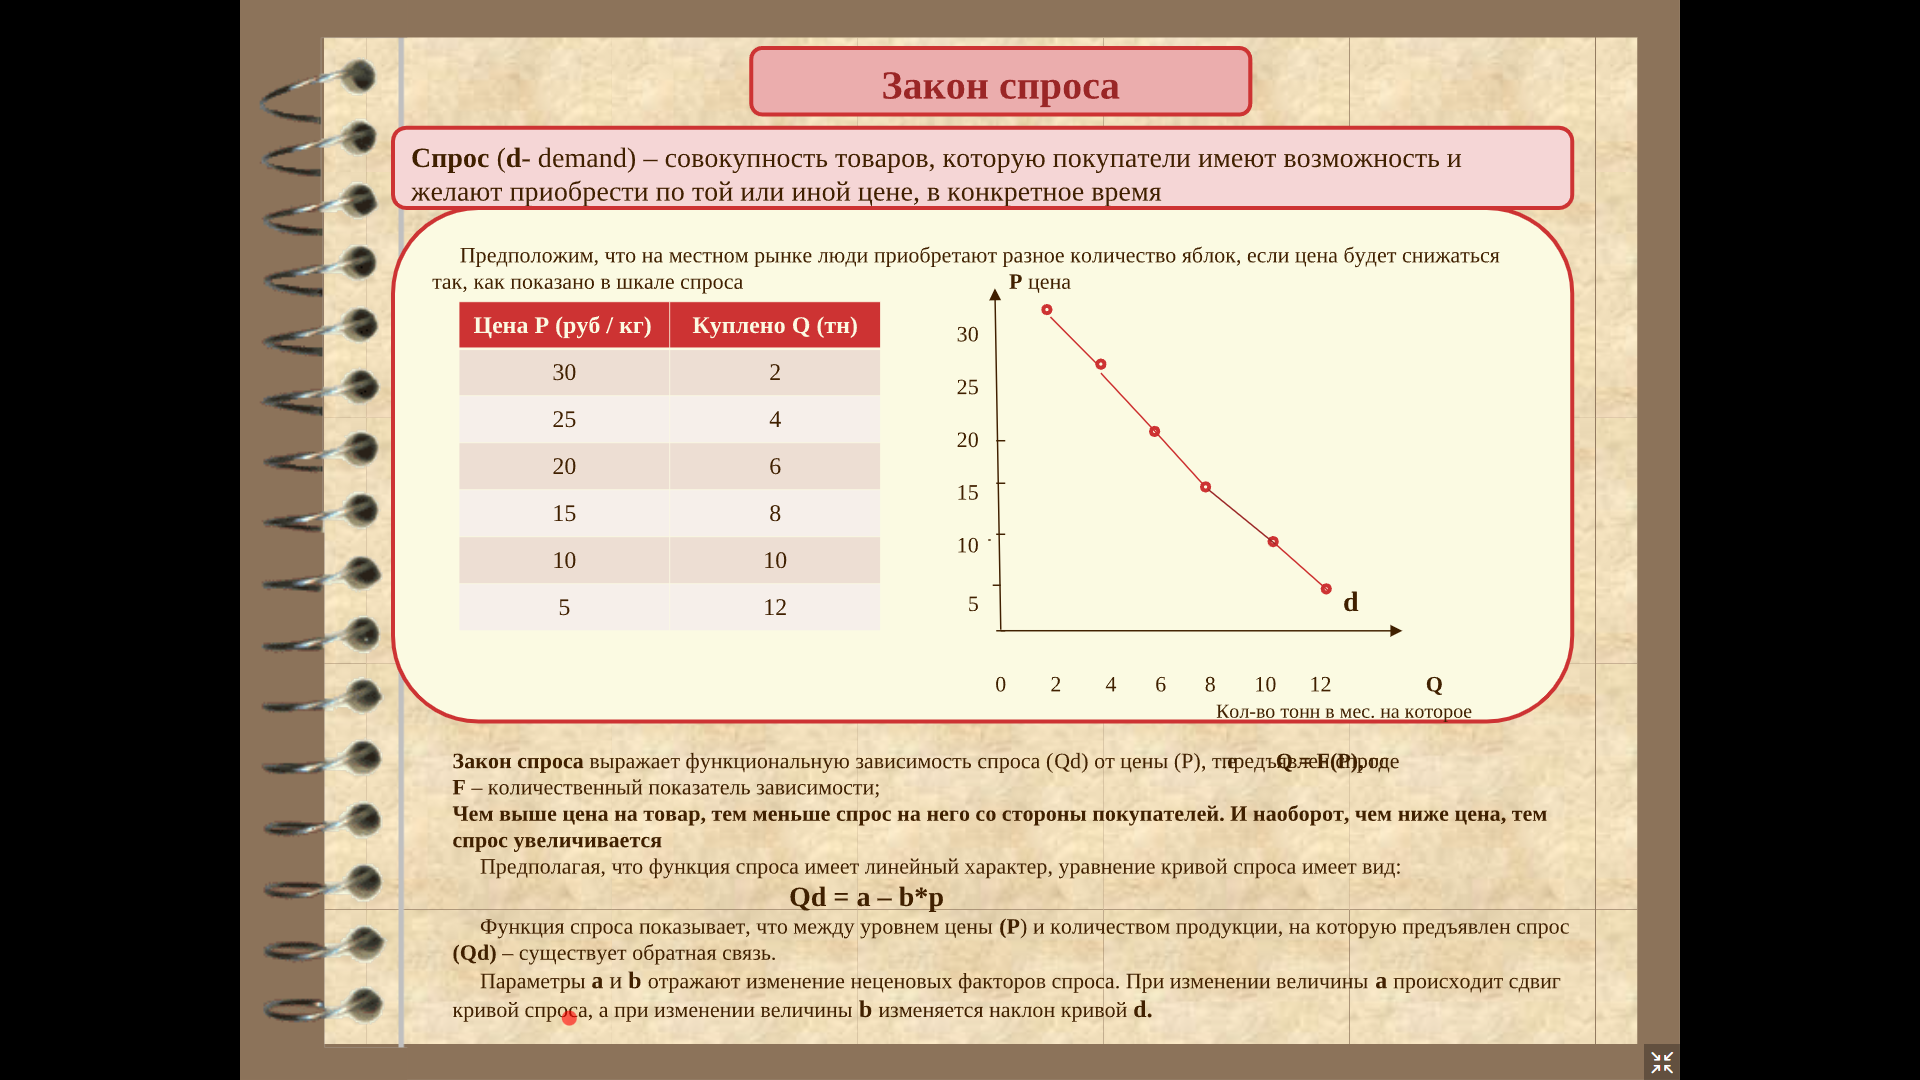 Закон спроса
Спрос (d- demand) – совокупность товаров, которую покупатели имеют возможность и
желают приобрести по той или иной цене, в конкретное время
Предположим, что на местном рынке люди приобретают разное количество яблок, если цена будет снижаться
так, как показано в шкале спроса
P цена
Цена P (руб / кг) Куплено Q (тн)
30 2
25 4
20 6
15 8
10 10
5 12
30
25
20
15
10
5
d
0 2 4 6 8 10 12 Q
Кол-во тонн в мес. на которое
предъявлен спрос
Закон спроса выражает функциональную зависимость спроса (Qd) от цены (P), Q = F(P), где
F – количественный показатель зависимости;
Чем выше цена на товар, тем меньше спрос на него со стороны покупателей. И наоборот, чем ниже цена, тем
спрос увеличивается
Предполагая, что функция спроса имеет линейный характер, уравнение кривой спроса имеет вид:
Qd = a – b*p
Функция спроса показывает, что между уровнем цены (P) и количеством продукции, на которую предъявлен спрос
(Qd) – существует обратная связь.
Параметры a и b отражают изменение неценовых факторов спроса. При изменении величины a происходит сдвиг
кривой спроса, а при изменении величины b изменяется наклон кривой d.